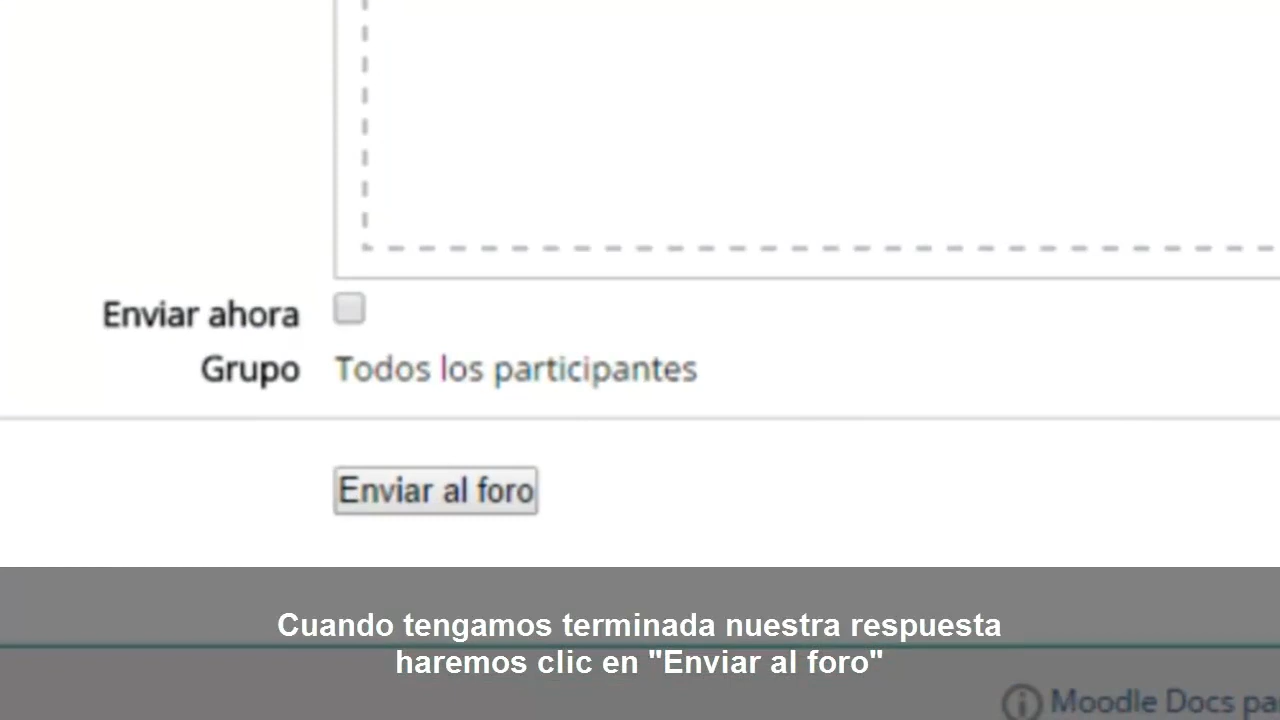 Enviar ahora
Grupo Todos los participantes
Enviar al foro
Cuando tengamos terminada nuestra respuesta
haremos clic en "Enviar al foro"
Moodle Docs pa